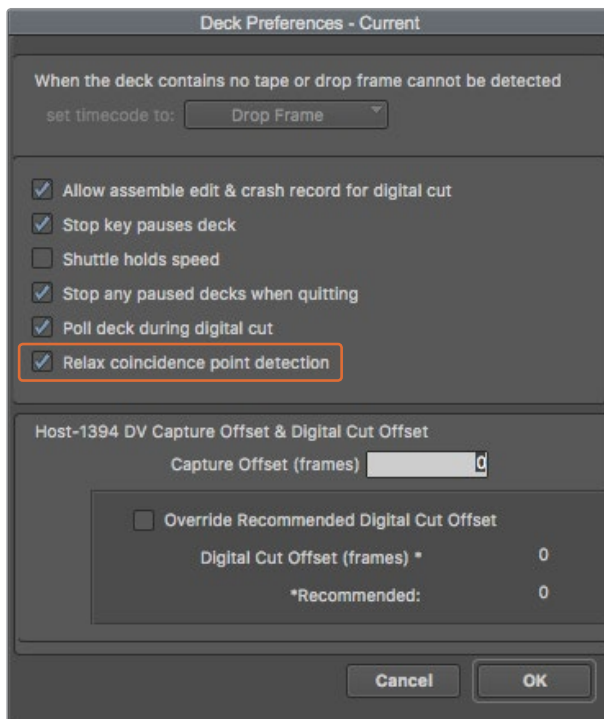 Deck Preferences - Current
When the deck contains no tape or drop frame cannot be detected
set timecode to: Drop Frame
Allow assemble edit & crash record for digital cut
Stop key pauses deck
Shuttle holds speed
Stop any paused decks when quitting
Poll deck during digital cut
Relax coincidence point detection
Host-1394 DV Capture Offset & Digital Cut Offset
Capture Offset (frames) 0
Override Recommended Digital Cut Offset
Digital Cut Offset (frames) * 0
*Recommended: 0
Cancel OK